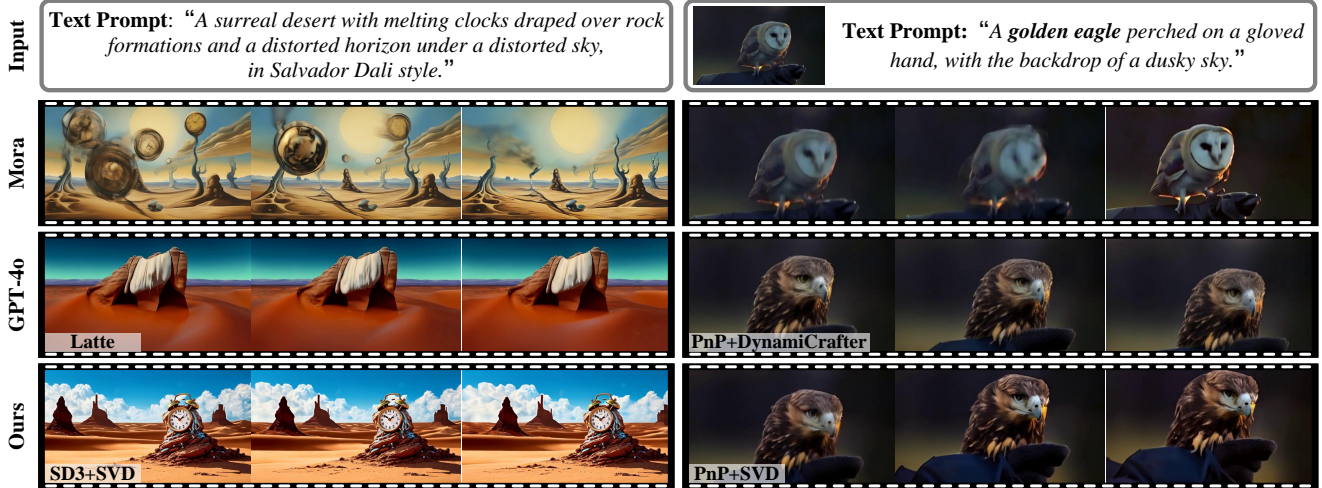 Input
Text Prompt: “A surreal desert with melting clocks draped over rock
formations and a distorted horizon under a distorted sky,
in Salvador Dali style.”
Text Prompt: “A golden eagle perched on a gloved
hand, with the backdrop of a dusky sky.”
Mora
GPT-4o
Latte
PnP+DynamiCrafter
Ours
SD3+SVD
PnP+SVD